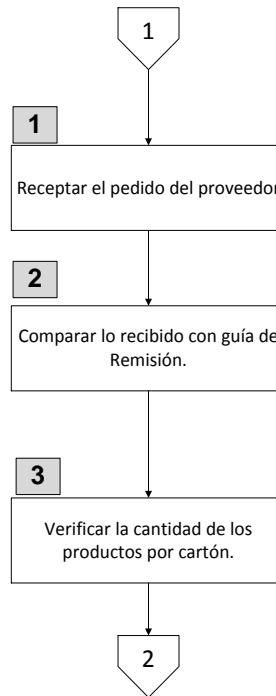 1
1
Receptar el pedido del proveedor
2
Comparar lo recibido con guía de
Remisión.
3
Verificar la cantidad de los
productos por cartón.
2